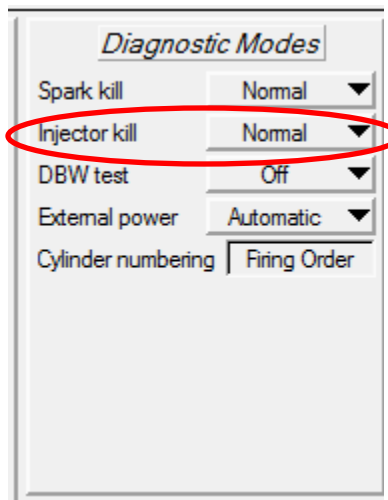 Diagnostic Modes
Spark kill Normal
Injector kill Normal
DBW test Off
External power Automatic
Cylinder numbering Firing Order